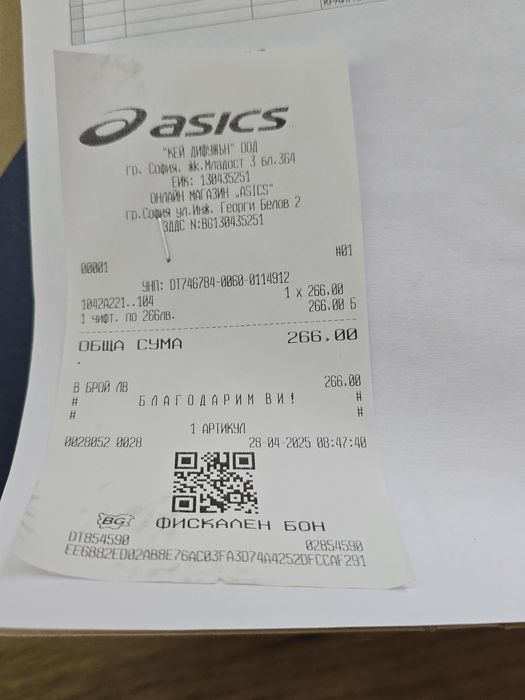 asics
"КЕЙ ДИФУЖЪН" ООД
гр. София, жк.Младост 3 бл.364
ЕИК: 130435251
ОНЛАЙН МАГАЗИН „ASICS"
гр.София ул.Инж. Георги Белов 2
ЗДДС N:BG130435251
00001 #01
УНП: DT746784-0060-0114912
1042A221..104 1 x 266.00
1 чифт. по 266лв. 266.00 Б
ОБЩА СУМА 266,00
В БРОЙ ЛВ 266.00
# БЛАГОДАРИМ ВИ! #
# #
1 АРТИКУЛ
0028052 0028 28-04-2025 08:47:40
BG ФИСКАЛЕН БОН
DT854590 02854590
EE6882ED02A88E76AC03FA3D74A4252DFCCAF291